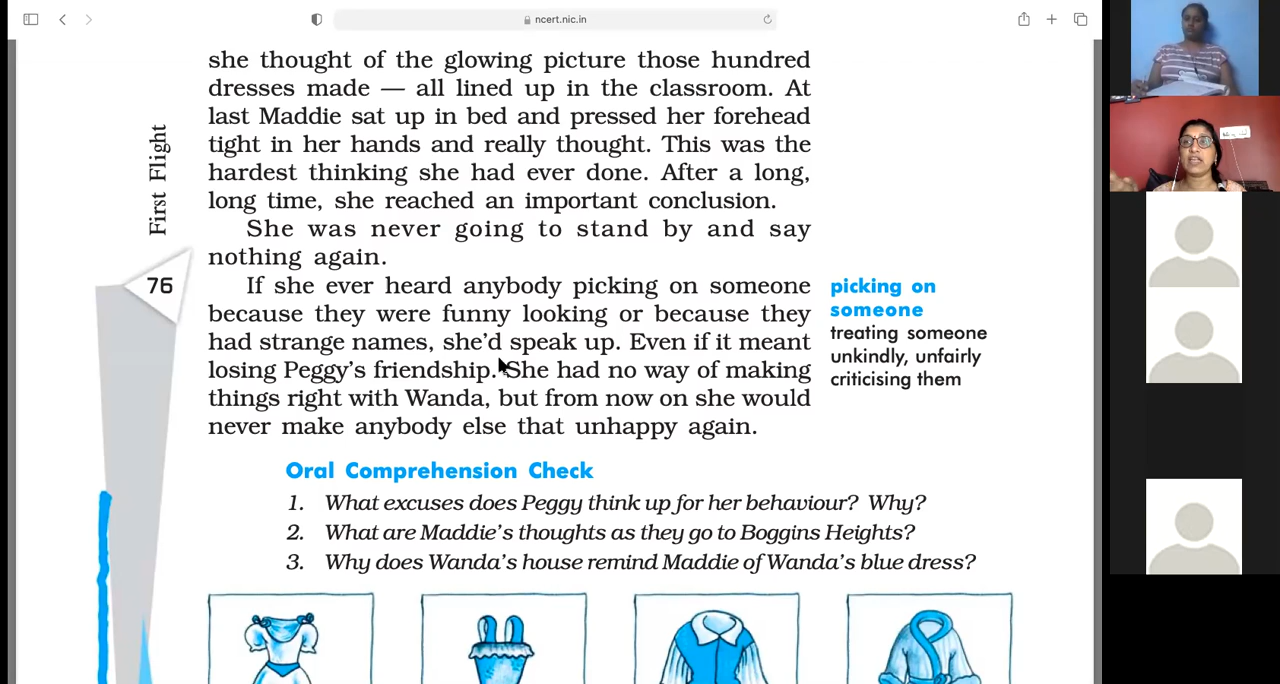 ncert.nic.in
she thought of the glowing picture those hundred
dresses made — all lined up in the classroom. At
last Maddie sat up in bed and pressed her forehead
tight in her hands and really thought. This was the
hardest thinking she had ever done. After a long,
long time, she reached an important conclusion.
She was never going to stand by and say
nothing again.
If she ever heard anybody picking on someone
because they were funny looking or because they
had strange names, she'd speak up. Even if it meant
losing Peggy's friendship. She had no way of making
things right with Wanda, but from now on she would
never make anybody else that unhappy again.
First Flight
76
picking on
someone
treating someone
unkindly, unfairly
criticising them
Oral Comprehension Check
1. What excuses does Peggy think up for her behaviour? Why?
2. What are Maddie's thoughts as they go to Boggins Heights?
3. Why does Wanda's house remind Maddie of Wanda's blue dress?